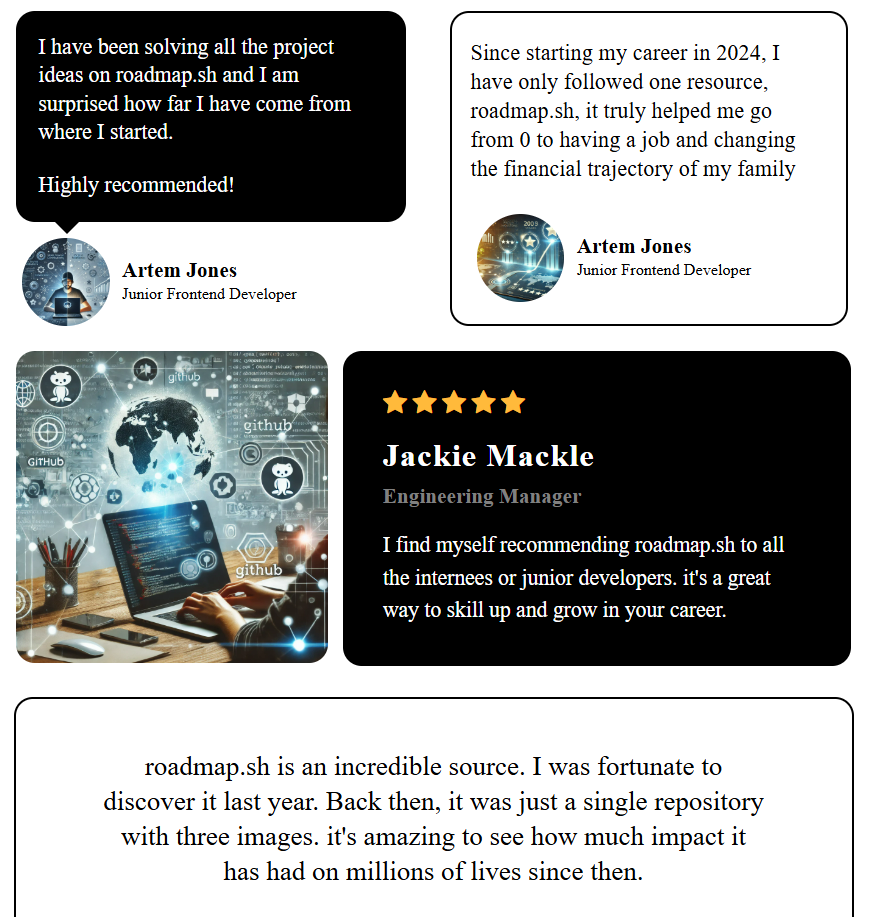 I have been solving all the project
ideas on roadmap.sh and I am
surprised how far I have come from
where I started.
Highly recommended!
Artem Jones
Junior Frontend Developer
Since starting my career in 2024, I
have only followed one resource,
roadmap.sh, it truly helped me go
from 0 to having a job and changing
the financial trajectory of my family
Artem Jones
Junior Frontend Developer
github
github
GITHub
github
Jackie Mackle
Engineering Manager
I find myself recommending roadmap.sh to all
the internees or junior developers. it's a great
way to skill up and grow in your career.
roadmap.sh is an incredible source. I was fortunate to
discover it last year. Back then, it was just a single repository
with three images. it's amazing to see how much impact it
has had on millions of lives since then.